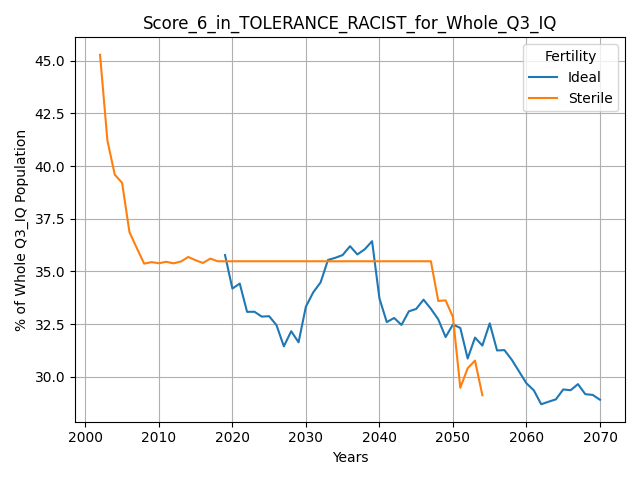 Score_6_in_TOLERANCE_RACIST_for_Whole_Q3_IQ
% of Whole Q3_IQ Population
45.0
42.5
40.0
37.5
35.0
32.5
30.0
Fertility
Ideal
Sterile
2000 2010 2020 2030 2040 2050 2060 2070
Years